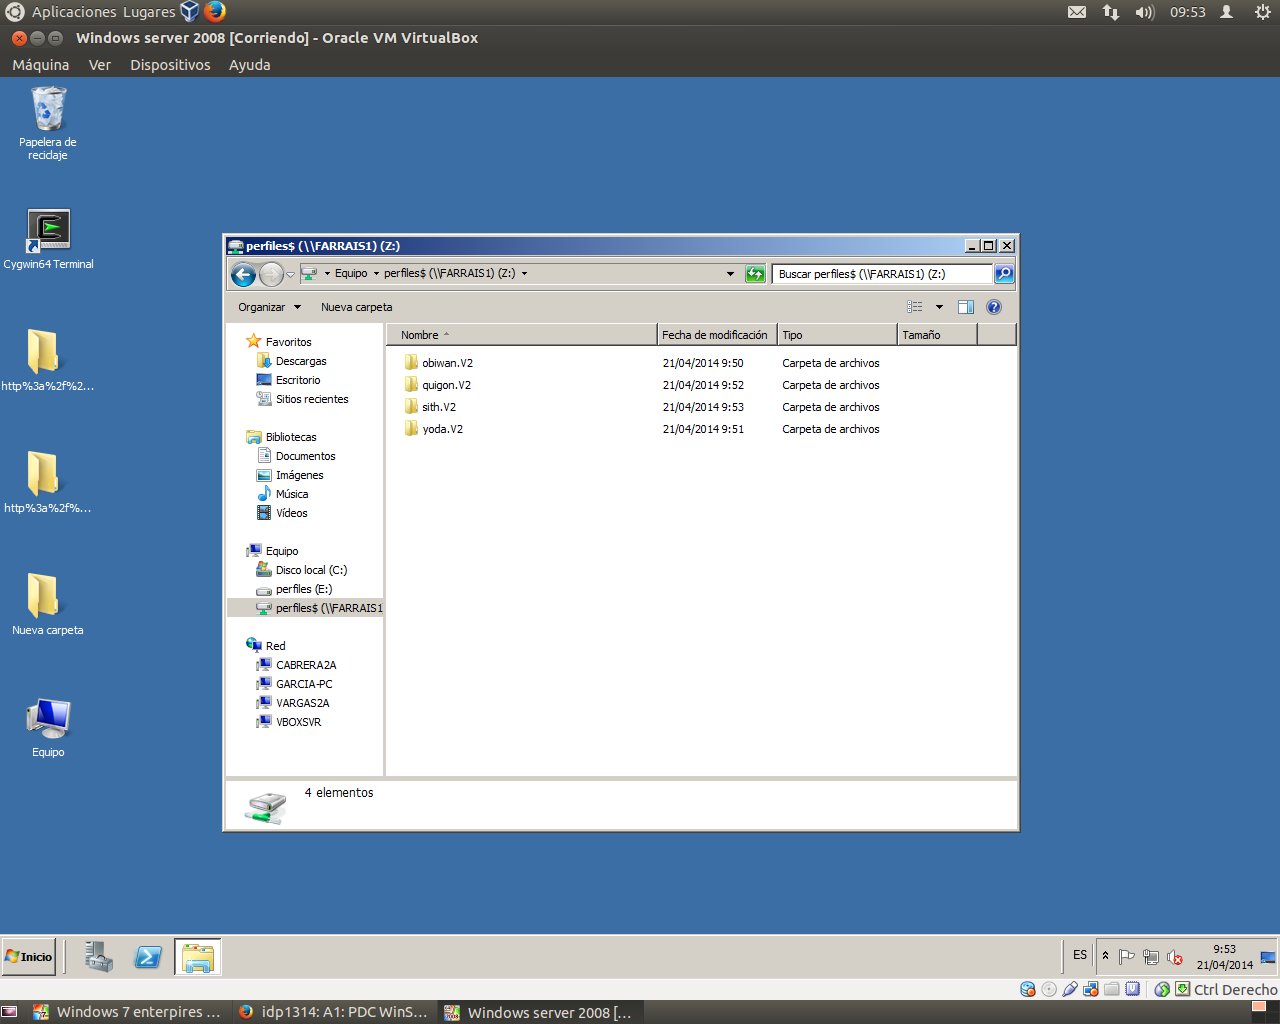 Aplicaciones Lugares
09:53
Windows server 2008 [Corriendo] - Oracle VM VirtualBox
Máquina Ver Dispositivos Ayuda
Papelera de
reciclaje
Cygwin64 Terminal
http%3a%2f%2...
http%3a%2f%...
Nueva carpeta
Equipo
perfiles$ (\\FARRAIS1) (Z:)
Equipo perfiles$ (\\FARRAIS1) (Z:)
Buscar perfiles$ (\\FARRAIS1) (Z:)
Organizar Nueva carpeta
Favoritos
Descargas
Escritorio
Sitios recientes
Bibliotecas
Documentos
Imágenes
Música
Vídeos
Equipo
Disco local (C:)
perfiles (E:)
perfiles$ (\\FARRAIS1
Red
CABRERA2A
GARCIA-PC
VARGAS2A
VBOXSVR
Nombre Fecha de modificación Tipo Tamaño
obiwan.V2 21/04/2014 9:50 Carpeta de archivos
quigon.V2 21/04/2014 9:52 Carpeta de archivos
sith.V2 21/04/2014 9:53 Carpeta de archivos
yoda.V2 21/04/2014 9:51 Carpeta de archivos
4 elementos
Inicio
ES
9:53
21/04/2014
Ctrl Derecho
Windows 7 enterpires ...
idp1314: A1: PDC WinS...
Windows server 2008 [...